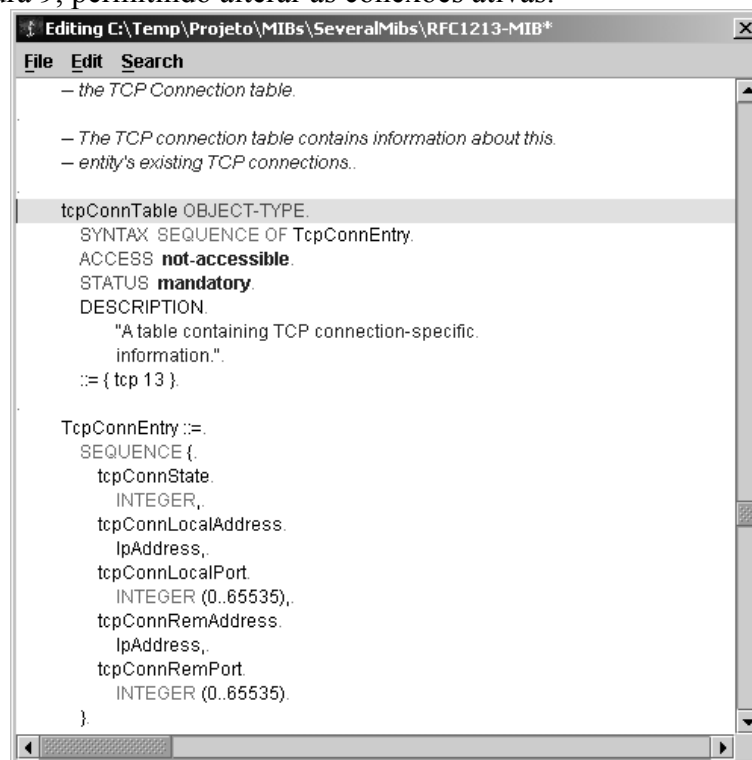 ra 9, permitindo alterar as conexões ativas.
Editing C:\Temp\Projeto\MIBs\SeveralMibs\RFC1213-MIB*
File Edit Search
– the TCP Connection table.
.
– The TCP connection table contains information about this.
– entity's existing TCP connections..
.
tcpConnTable OBJECT-TYPE.
SYNTAX SEQUENCE OF TcpConnEntry.
ACCESS not-accessible.
STATUS mandatory.
DESCRIPTION.
"A table containing TCP connection-specific.
information.".
::= { tcp 13 }.
.
TcpConnEntry ::=.
SEQUENCE {.
tcpConnState.
INTEGER,.
tcpConnLocalAddress.
IpAddress,.
tcpConnLocalPort.
INTEGER (0..65535),.
tcpConnRemAddress.
IpAddress,.
tcpConnRemPort.
INTEGER (0..65535).
}.